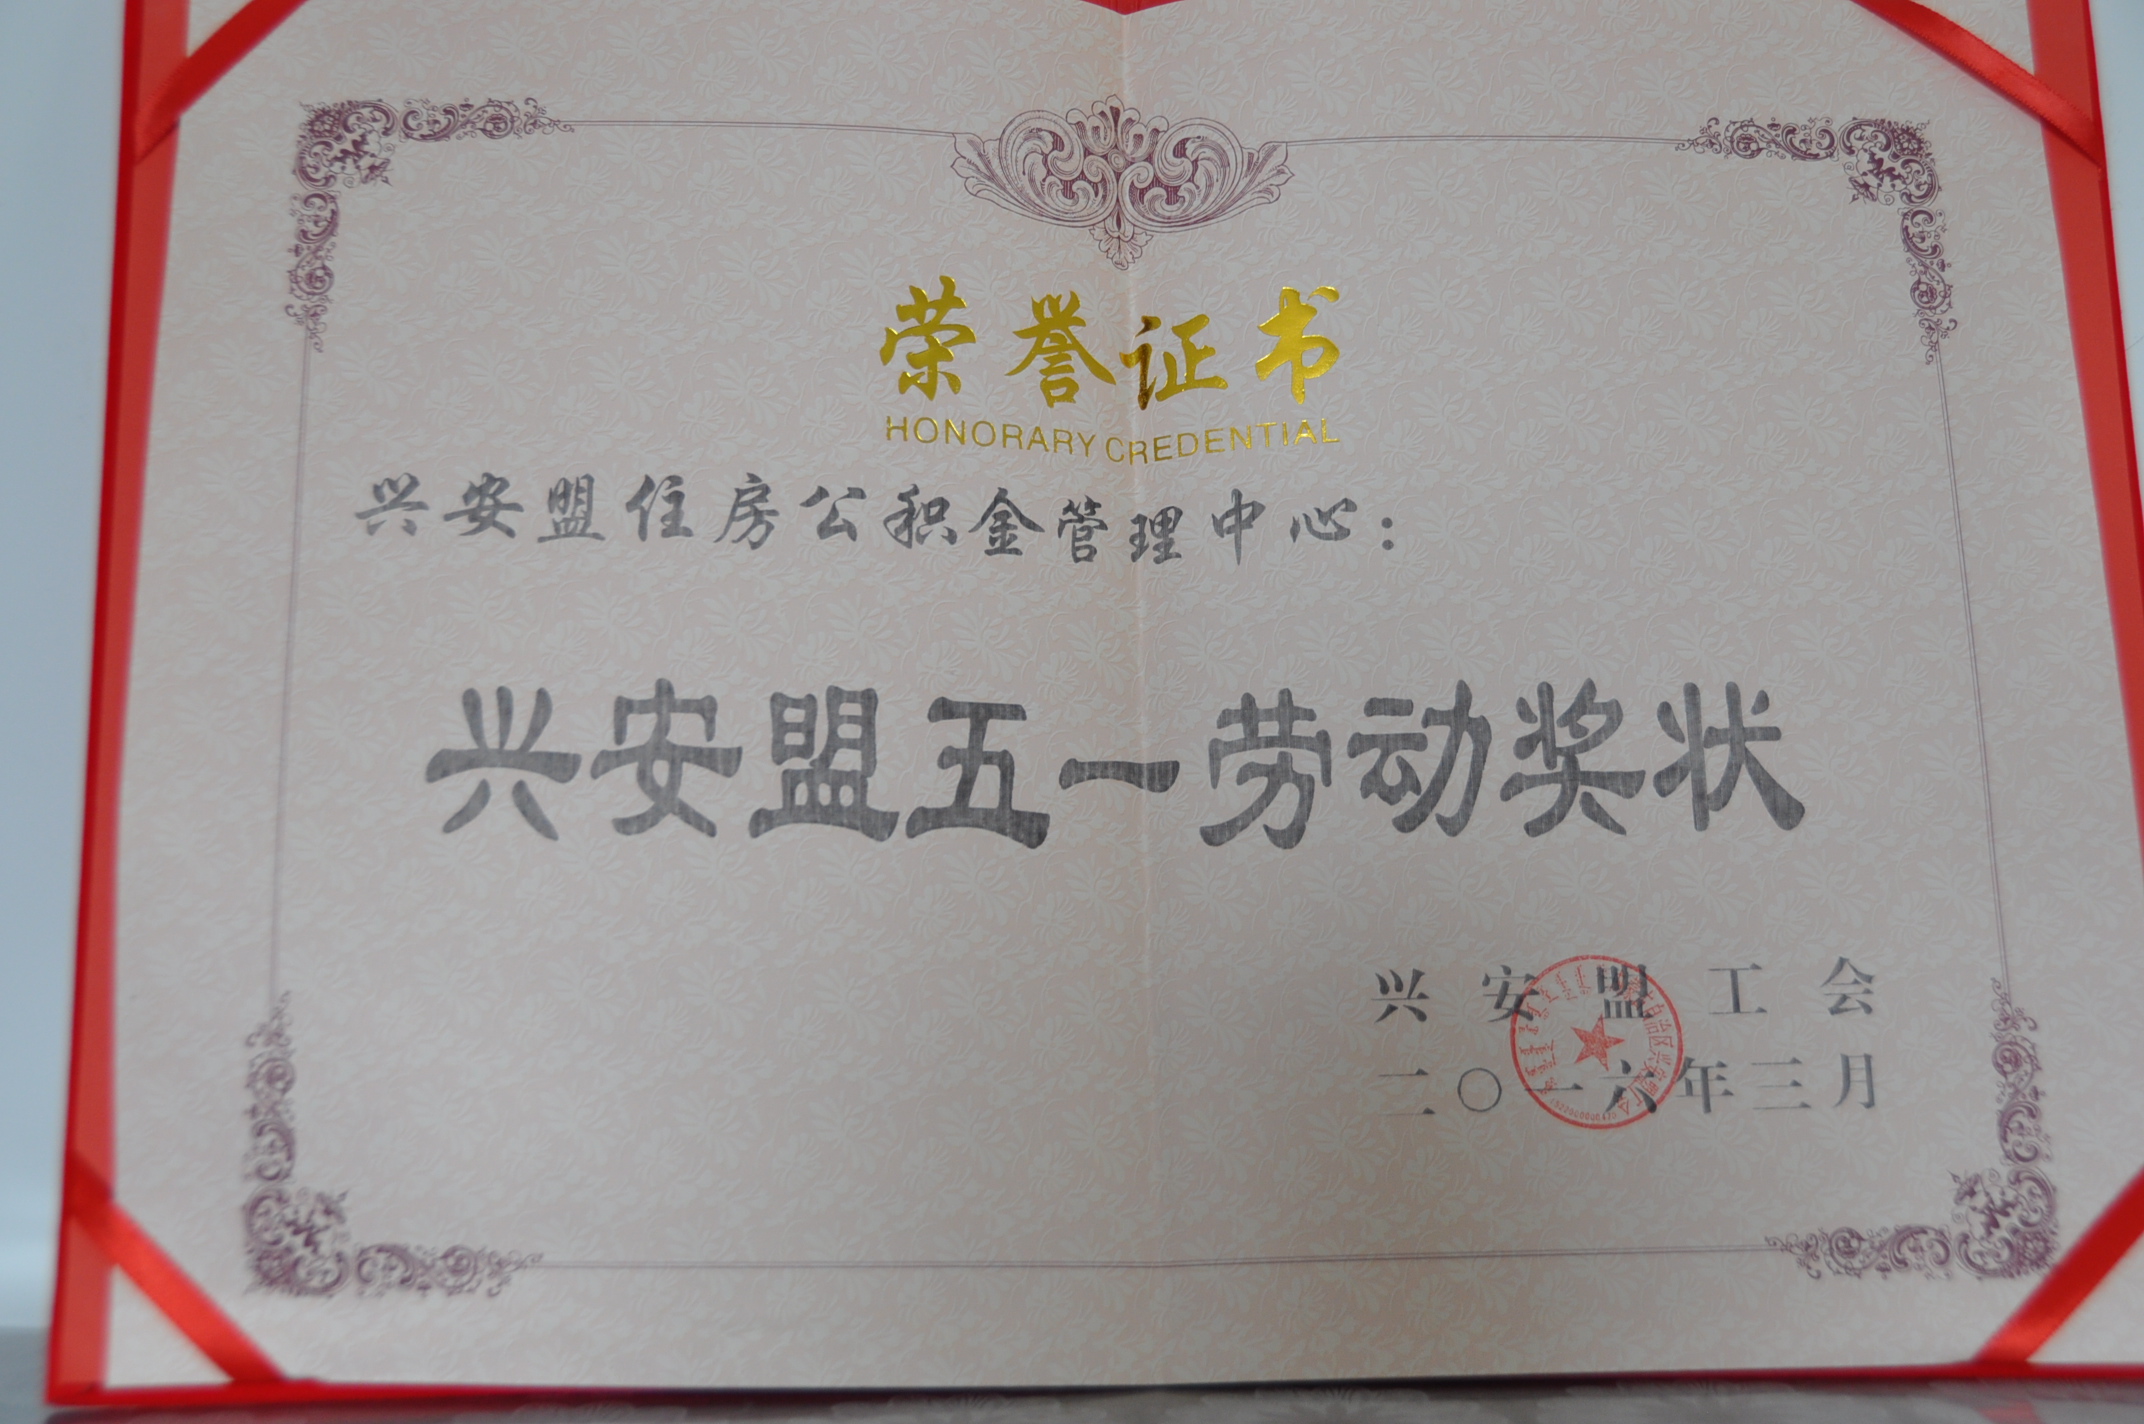 荣誉证书
HONORARY CREDENTIAL
兴安盟住房公积金管理中心：
兴安盟五一劳动奖状
兴安盟工会
二〇一六年三月